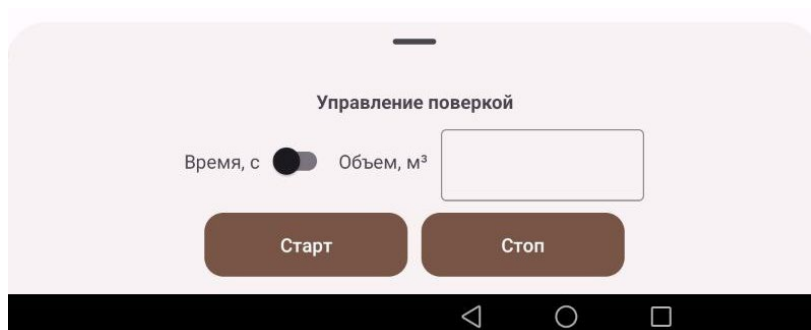 Управление поверкой
Время, с Объем, м³
Старт Стоп